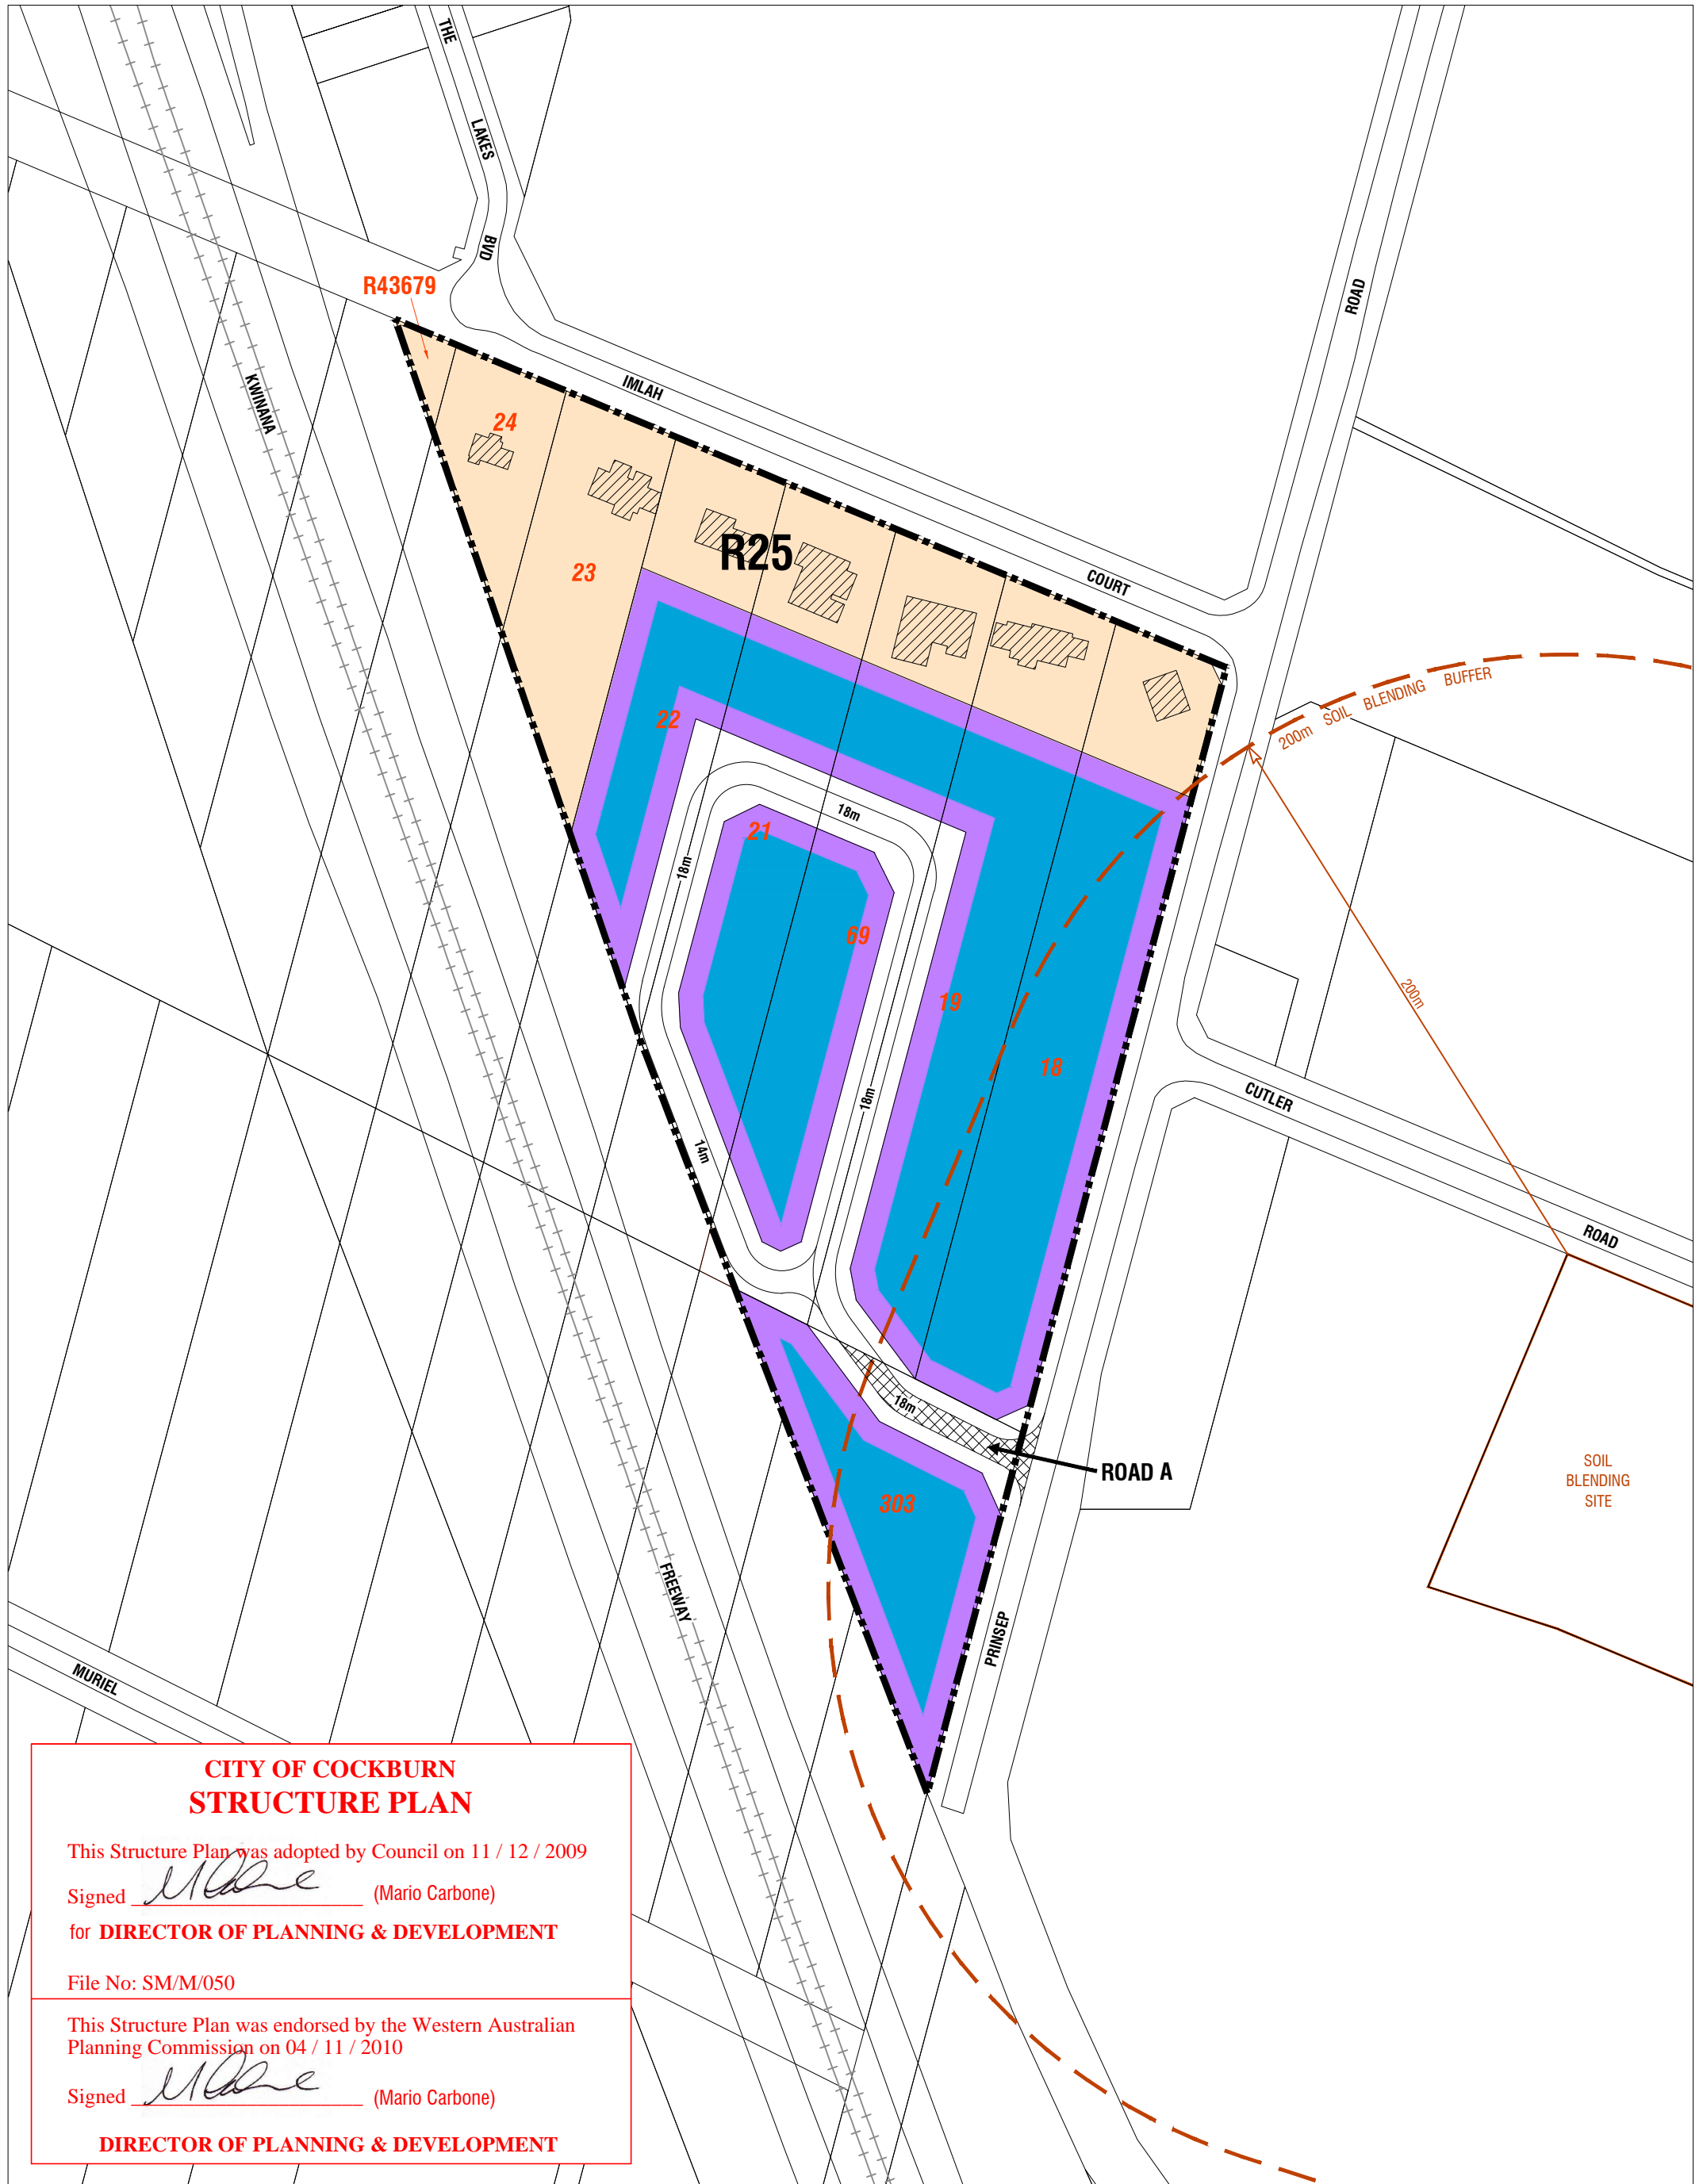 THE
LAKES
BVD
R43679
KWINANA
IMLAH
ROAD
24
23
R25
COURT
200m SOIL BLENDING BUFFER
22
18m
21
18m
69
19
18
200m
CUTLER
ROAD
18m
14m
18m
ROAD A
303
SOIL
BLENDING
SITE
FREEWAY
PRINSEP
MURIEL
CITY OF COCKBURN
STRUCTURE PLAN
This Structure Plan was adopted by Council on 11 / 12 / 2009
Signed (Mario Carbone)
for DIRECTOR OF PLANNING & DEVELOPMENT
File No: SM/M/050
This Structure Plan was endorsed by the Western Australian
Planning Commission on 04 / 11 / 2010
Signed (Mario Carbone)
DIRECTOR OF PLANNING & DEVELOPMENT